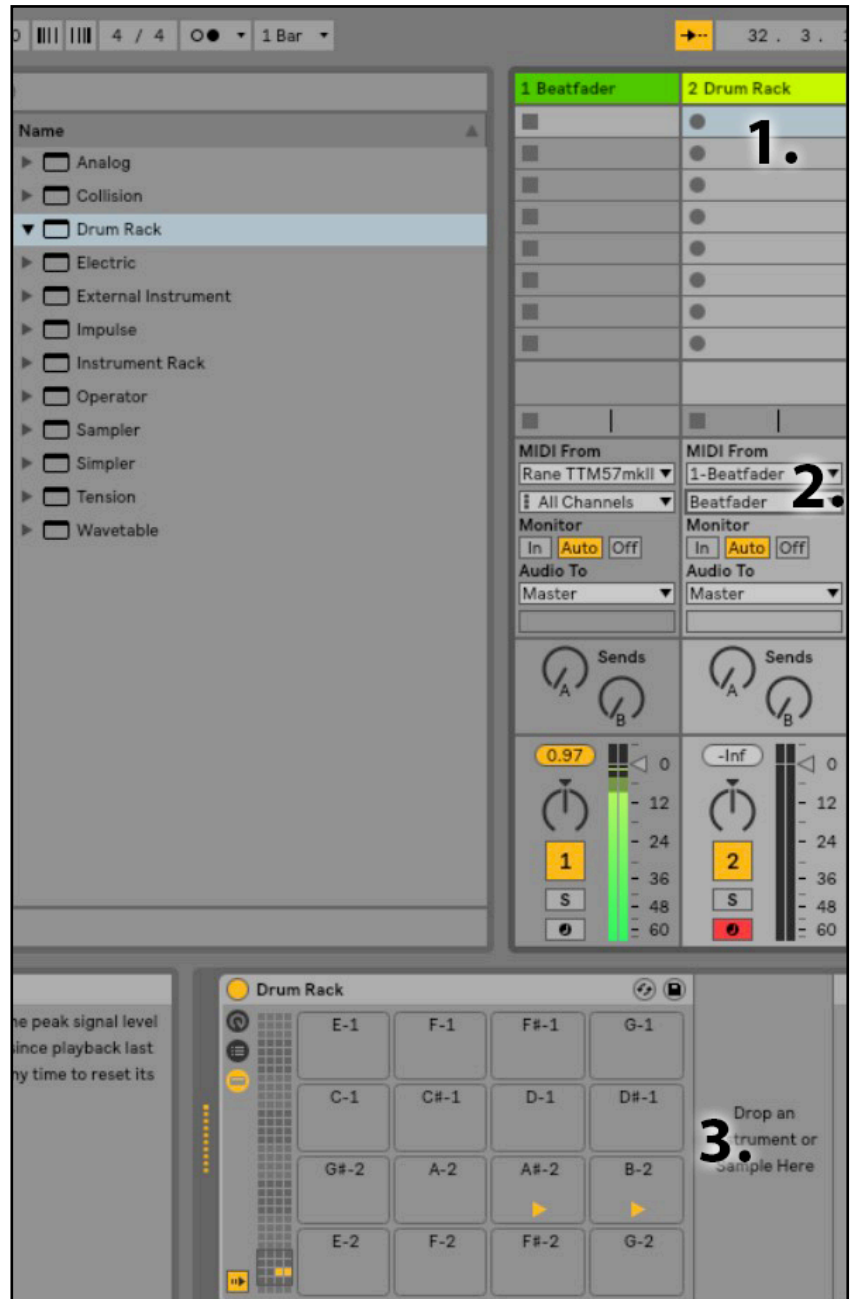 4 / 4
1 Bar
32 . 3 .
Name
Analog
Collision
Drum Rack
Electric
External Instrument
Impulse
Instrument Rack
Operator
Sampler
Simpler
Tension
Wavetable
1 Beatfader
2 Drum Rack
1.
MIDI From
Rane TTM57mkII
All Channels
Monitor
In Auto Off
Audio To
Master
MIDI From
1-Beatfader
Beatfader
2.
Monitor
In Auto Off
Audio To
Master
Sends
A
B
Sends
A
B
0.97
0
12
24
36
48
60
1
S
-Inf
0
12
24
36
48
60
2
S
he peak signal level
since playback last
ny time to reset its
Drum Rack
E-1 F-1 F#-1 G-1
C-1 C#-1 D-1 D#-1
G#-2 A-2 A#-2 B-2
E-2 F-2 F#-2 G-2
3.
Drop an
strument or
Sample Here